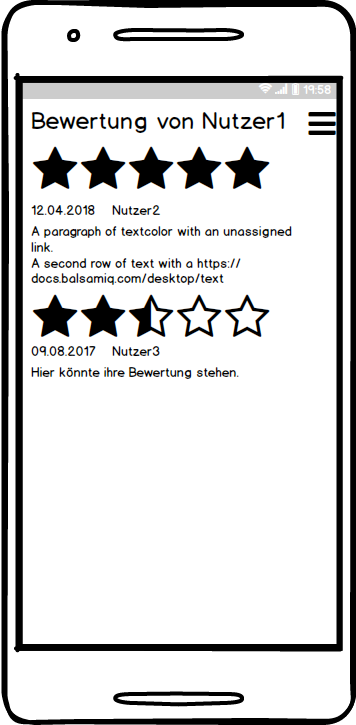 19:58
Bewertung von Nutzer1
12.04.2018 Nutzer2
A paragraph of textcolor with an unassigned
link.
A second row of text with a https://
docs.balsamiq.com/desktop/text
09.08.2017 Nutzer3
Hier könnte ihre Bewertung stehen.